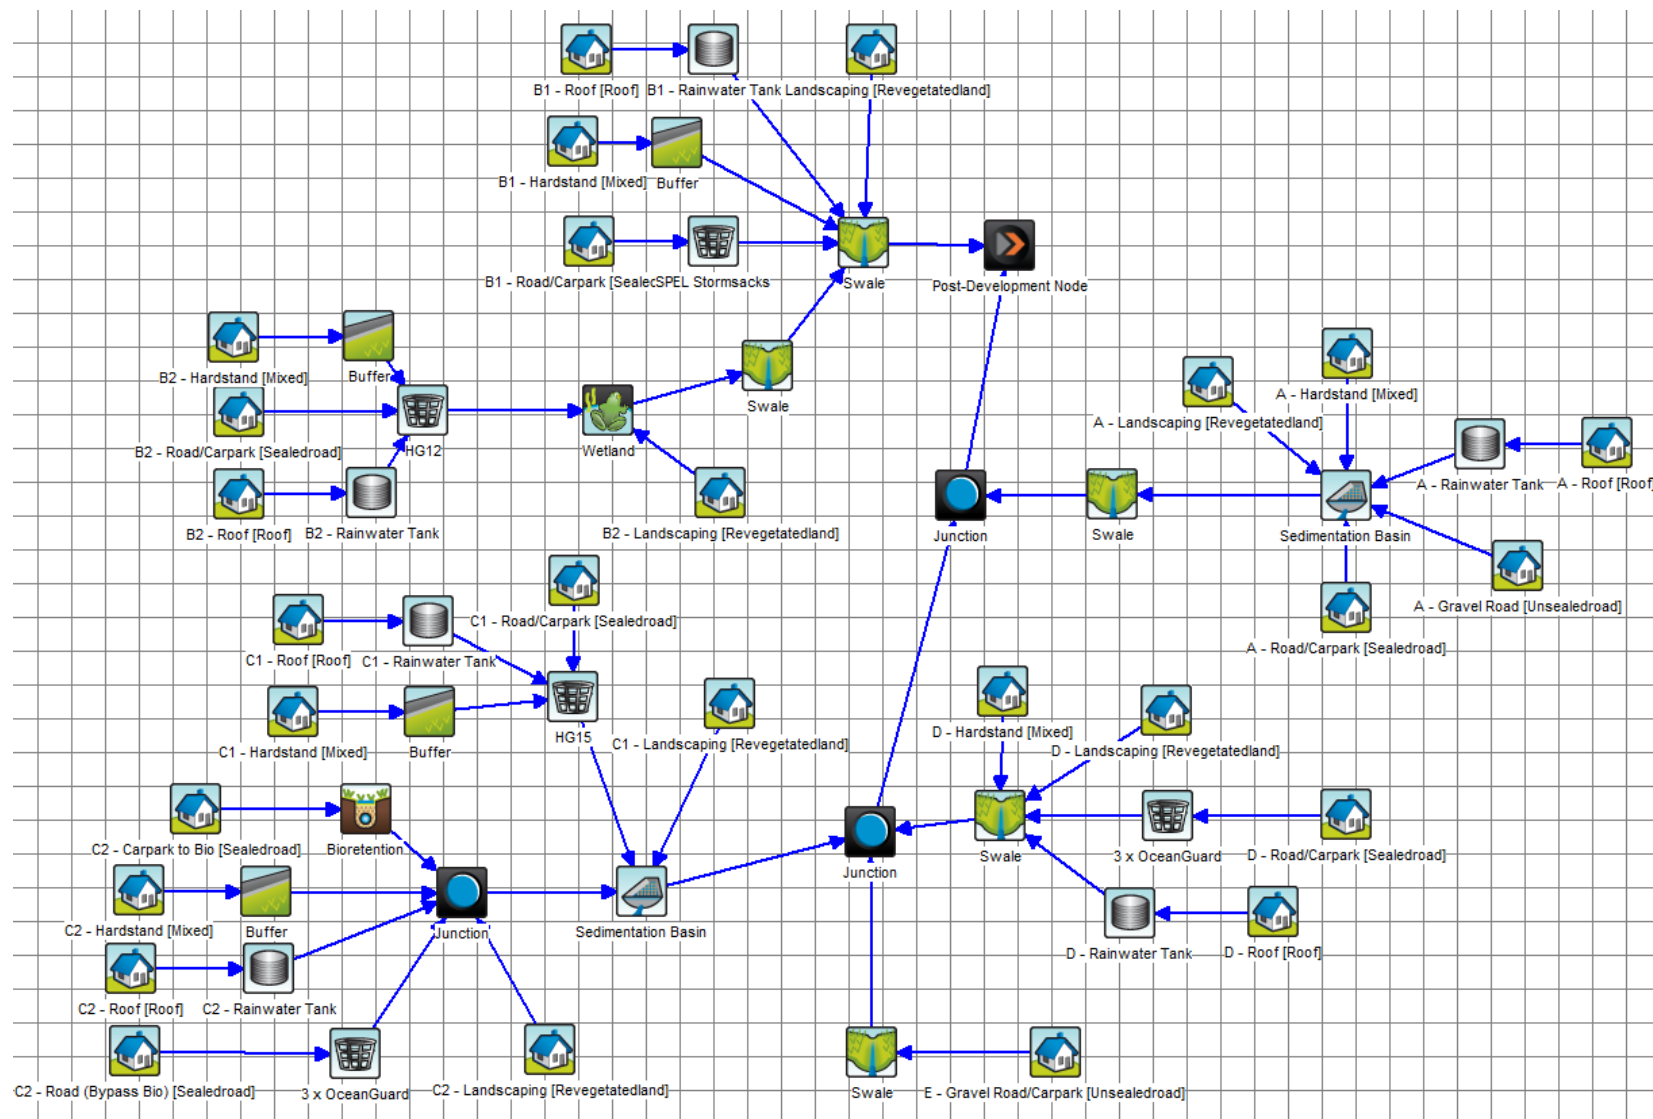 B1 - Roof [Roof]
B1 - Rainwater Tank
Landscaping [Revegetatedland]
B1 - Hardstand [Mixed]
Buffer
B1 - Road/Carpark [Sealed
SPEL Stormsacks
Swale
Post-Development Node
B2 - Hardstand [Mixed]
Buffer
Swale
A - Hardstand [Mixed]
A - Landscaping [Revegetatedland]
B2 - Road/Carpark [Sealedroad]
HG12
Wetland
A - Rainwater Tank
A - Roof [Roof]
B2 - Roof [Roof]
B2 - Rainwater Tank
B2 - Landscaping [Revegetatedland]
Junction
Swale
Sedimentation Basin
A - Gravel Road [Unsealedroad]
C1 - Road/Carpark [Sealedroad]
A - Road/Carpark [Sealedroad]
C1 - Roof [Roof]
C1 - Rainwater Tank
C1 - Hardstand [Mixed]
Buffer
HG15
C1 - Landscaping [Revegetatedland]
D - Hardstand [Mixed]
D - Landscaping [Revegetatedland]
C2 - Carpark to Bio [Sealedroad]
Bioretention
Junction
Swale
3 x OceanGuard
D - Road/Carpark [Sealedroad]
C2 - Hardstand [Mixed]
Buffer
Junction
Sedimentation Basin
D - Rainwater Tank
D - Roof [Roof]
C2 - Roof [Roof]
C2 - Rainwater Tank
C2 - Road (Bypass Bio) [Sealedroad]
3 x OceanGuard
C2 - Landscaping [Revegetatedland]
Swale
E - Gravel Road/Carpark [Unsealedroad]